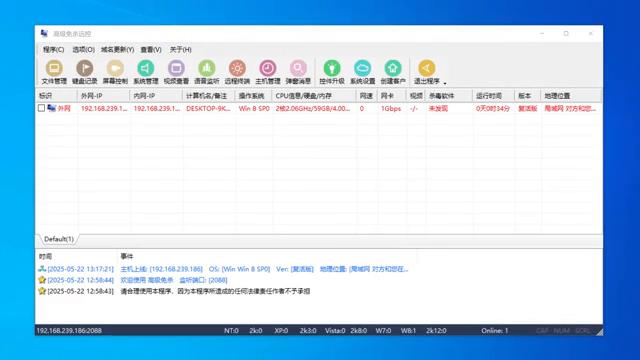 高级免杀远控
程序(C) 选项(O) 域名更新(Y) 查看(V) 关于(H)
文件管理 键盘记录 屏幕控制 系统管理 视频查看 语音监听 远程终端 主机管理 弹窗消息 控件升级 系统设置 创建客户 退出程序
标识 外网-IP 内网-IP 计算机名/备注 操作系统 CPU信息/硬盘/内存 网速 网卡 视频 杀毒软件 运行时间 版本 地理位置
外网 192.168.239.1... 192.168.239.1... DESKTOP-9K... Win 8 SP0 2核2.06GHz/59GB/4.00... 0 1Gbps -/- 未发现 0天0时34分 复活版 局域网 对方和您...
Default(1)
时间 事件
[2025-05-22 13:17:21] 主机上线: [192.168.239.186] OS: [Win Win 8 SP0] Ver: [复活版] 地理位置: [局域网 对方和您在...
[2025-05-22 12:58:44] 欢迎使用 高级免杀 监听端口: [2088]
[2025-05-22 12:58:43] 请合理使用本程序，因为本程序所造成的任何法律责任作者不予承担
192.168.239.186:2088 NT:0 2k:0 XP:0 2k3:0 Vista:0 2k8:0 W7:0 W8:1 2k12:0 Online: 1 CAP NUM SCRL